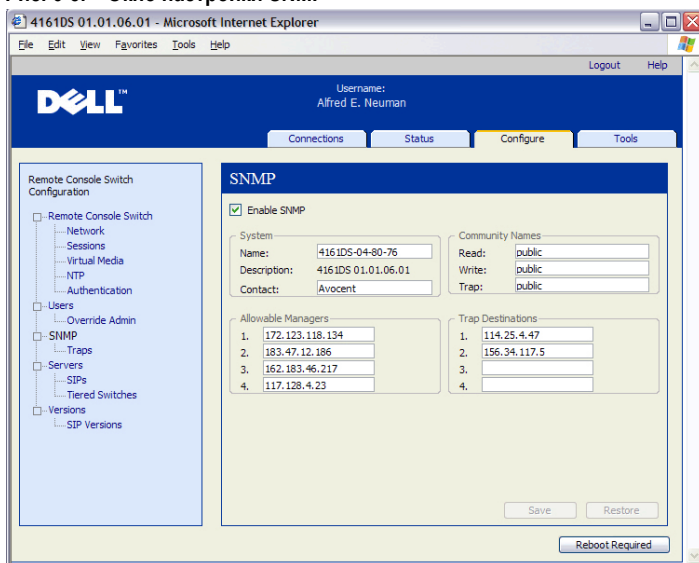 4161DS 01.01.06.01 - Microsoft Internet Explorer
File Edit View Favorites Tools Help
Logout Help
DELL™
Username:
Alfred E. Neuman
Connections Status Configure Tools
Remote Console Switch
Configuration
Remote Console Switch
Network
Sessions
Virtual Media
NTP
Authentication
Users
Override Admin
SNMP
Traps
Servers
SIPs
Tiered Switches
Versions
SIP Versions
SNMP
Enable SNMP
System
Name: 4161DS-04-80-76
Description: 4161DS 01.01.06.01
Contact: Avocent
Community Names
Read: public
Write: public
Trap: public
Allowable Managers
1. 172.123.118.134
2. 183.47.12.186
3. 162.183.46.217
4. 117.128.4.23
Trap Destinations
1. 114.25.4.47
2. 156.34.117.5
3.
4.
Save Restore
Reboot Required